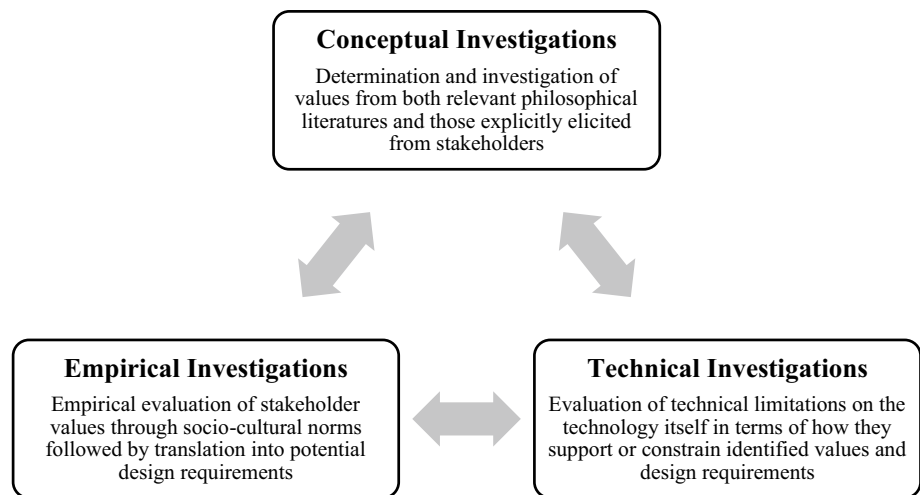 Conceptual Investigations
Determination and investigation of
values from both relevant philosophical
literatures and those explicitly elicited
from stakeholders
Empirical Investigations
Empirical evaluation of stakeholder
values through socio-cultural norms
followed by translation into potential
design requirements
Technical Investigations
Evaluation of technical limitations on the
technology itself in terms of how they
support or constrain identified values and
design requirements